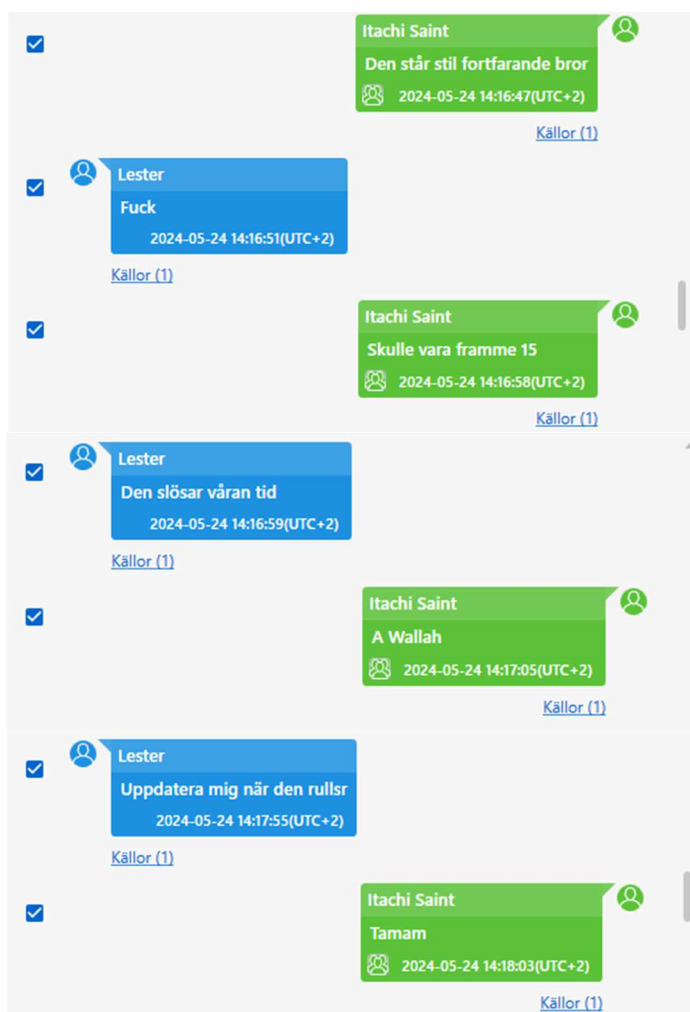 Itachi Saint
Den står stil fortfarande bror
2024-05-24 14:16:47(UTC+2)
Källor (1)
Lester
Fuck
2024-05-24 14:16:51(UTC+2)
Källor (1)
Itachi Saint
Skulle vara framme 15
2024-05-24 14:16:58(UTC+2)
Källor (1)
Lester
Den slösar våran tid
2024-05-24 14:16:59(UTC+2)
Källor (1)
Itachi Saint
A Wallah
2024-05-24 14:17:05(UTC+2)
Källor (1)
Lester
Uppdatera mig när den rullsr
2024-05-24 14:17:55(UTC+2)
Källor (1)
Itachi Saint
Tamam
2024-05-24 14:18:03(UTC+2)
Källor (1)